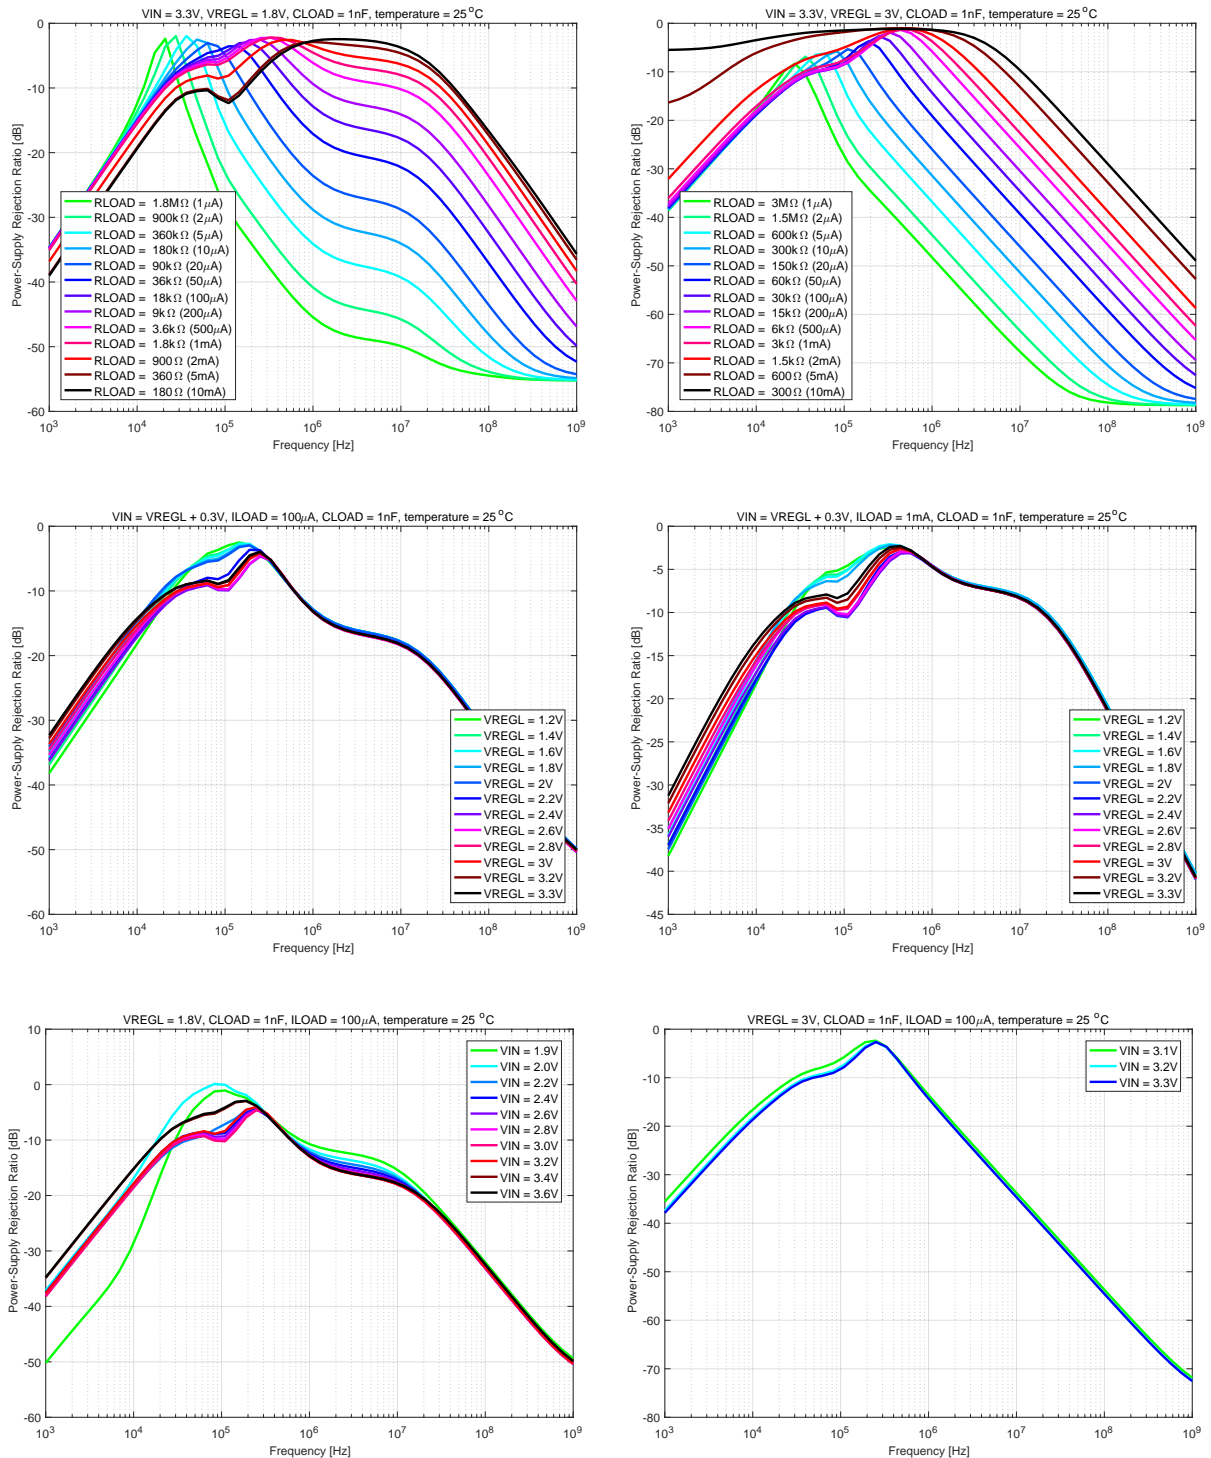 VIN = 3.3V, VREGL = 1.8V, CLOAD = 1nF, temperature = 25 °C
Power-Supply Rejection Ratio [dB]
0
-10
-20
-30
-40
-50
-60
RLOAD = 1.8MΩ (1μA)
RLOAD = 900kΩ (2μA)
RLOAD = 360kΩ (5μA)
RLOAD = 180kΩ (10μA)
RLOAD = 90kΩ (20μA)
RLOAD = 36kΩ (50μA)
RLOAD = 18kΩ (100μA)
RLOAD = 9kΩ (200μA)
RLOAD = 3.6kΩ (500μA)
RLOAD = 1.8kΩ (1mA)
RLOAD = 900Ω (2mA)
RLOAD = 360Ω (5mA)
RLOAD = 180Ω (10mA)
10³ 10⁴ 10⁵ 10⁶ 10⁷ 10⁸ 10⁹
Frequency [Hz]
VIN = 3.3V, VREGL = 3V, CLOAD = 1nF, temperature = 25 °C
Power-Supply Rejection Ratio [dB]
0
-10
-20
-30
-40
-50
-60
-70
-80
RLOAD = 3MΩ (1μA)
RLOAD = 1.5MΩ (2μA)
RLOAD = 600kΩ (5μA)
RLOAD = 300kΩ (10μA)
RLOAD = 150kΩ (20μA)
RLOAD = 60kΩ (50μA)
RLOAD = 30kΩ (100μA)
RLOAD = 15kΩ (200μA)
RLOAD = 6kΩ (500μA)
RLOAD = 3kΩ (1mA)
RLOAD = 1.5kΩ (2mA)
RLOAD = 600Ω (5mA)
RLOAD = 300Ω (10mA)
10³ 10⁴ 10⁵ 10⁶ 10⁷ 10⁸ 10⁹
Frequency [Hz]
VIN = VREGL + 0.3V, ILOAD = 100μA, CLOAD = 1nF, temperature = 25 °C
Power-Supply Rejection Ratio [dB]
0
-10
-20
-30
-40
-50
-60
VREGL = 1.2V
VREGL = 1.4V
VREGL = 1.6V
VREGL = 1.8V
VREGL = 2V
VREGL = 2.2V
VREGL = 2.4V
VREGL = 2.6V
VREGL = 2.8V
VREGL = 3V
VREGL = 3.2V
VREGL = 3.3V
10³ 10⁴ 10⁵ 10⁶ 10⁷ 10⁸ 10⁹
Frequency [Hz]
VIN = VREGL + 0.3V, ILOAD = 1mA, CLOAD = 1nF, temperature = 25 °C
Power-Supply Rejection Ratio [dB]
0
-5
-10
-15
-20
-25
-30
-35
-40
-45
VREGL = 1.2V
VREGL = 1.4V
VREGL = 1.6V
VREGL = 1.8V
VREGL = 2V
VREGL = 2.2V
VREGL = 2.4V
VREGL = 2.6V
VREGL = 2.8V
VREGL = 3V
VREGL = 3.2V
VREGL = 3.3V
10³ 10⁴ 10⁵ 10⁶ 10⁷ 10⁸ 10⁹
Frequency [Hz]
VREGL = 1.8V, CLOAD = 1nF, ILOAD = 100μA, temperature = 25 °C
Power-Supply Rejection Ratio [dB]
10
0
-10
-20
-30
-40
-50
-60
VIN = 1.9V
VIN = 2.0V
VIN = 2.2V
VIN = 2.4V
VIN = 2.6V
VIN = 2.8V
VIN = 3.0V
VIN = 3.2V
VIN = 3.4V
VIN = 3.6V
10³ 10⁴ 10⁵ 10⁶ 10⁷ 10⁸ 10⁹
Frequency [Hz]
VREGL = 3V, CLOAD = 1nF, ILOAD = 100μA, temperature = 25 °C
Power-Supply Rejection Ratio [dB]
0
-10
-20
-30
-40
-50
-60
-70
-80
VIN = 3.1V
VIN = 3.2V
VIN = 3.3V
10³ 10⁴ 10⁵ 10⁶ 10⁷ 10⁸ 10⁹
Frequency [Hz]